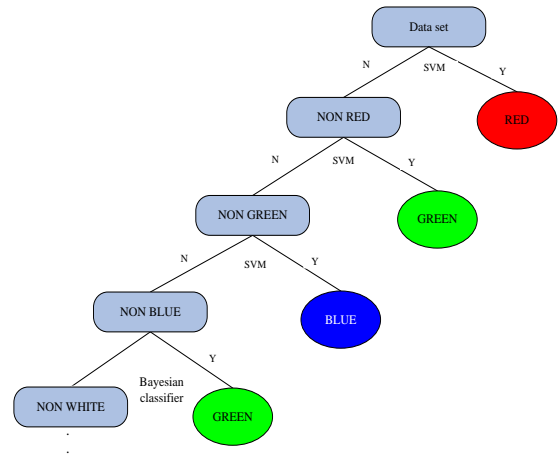 Data set
N SVM Y
NON RED RED
N SVM Y
NON GREEN GREEN
N SVM Y
NON BLUE BLUE
Y
Bayesian
classifier
NON WHITE GREEN
.
.